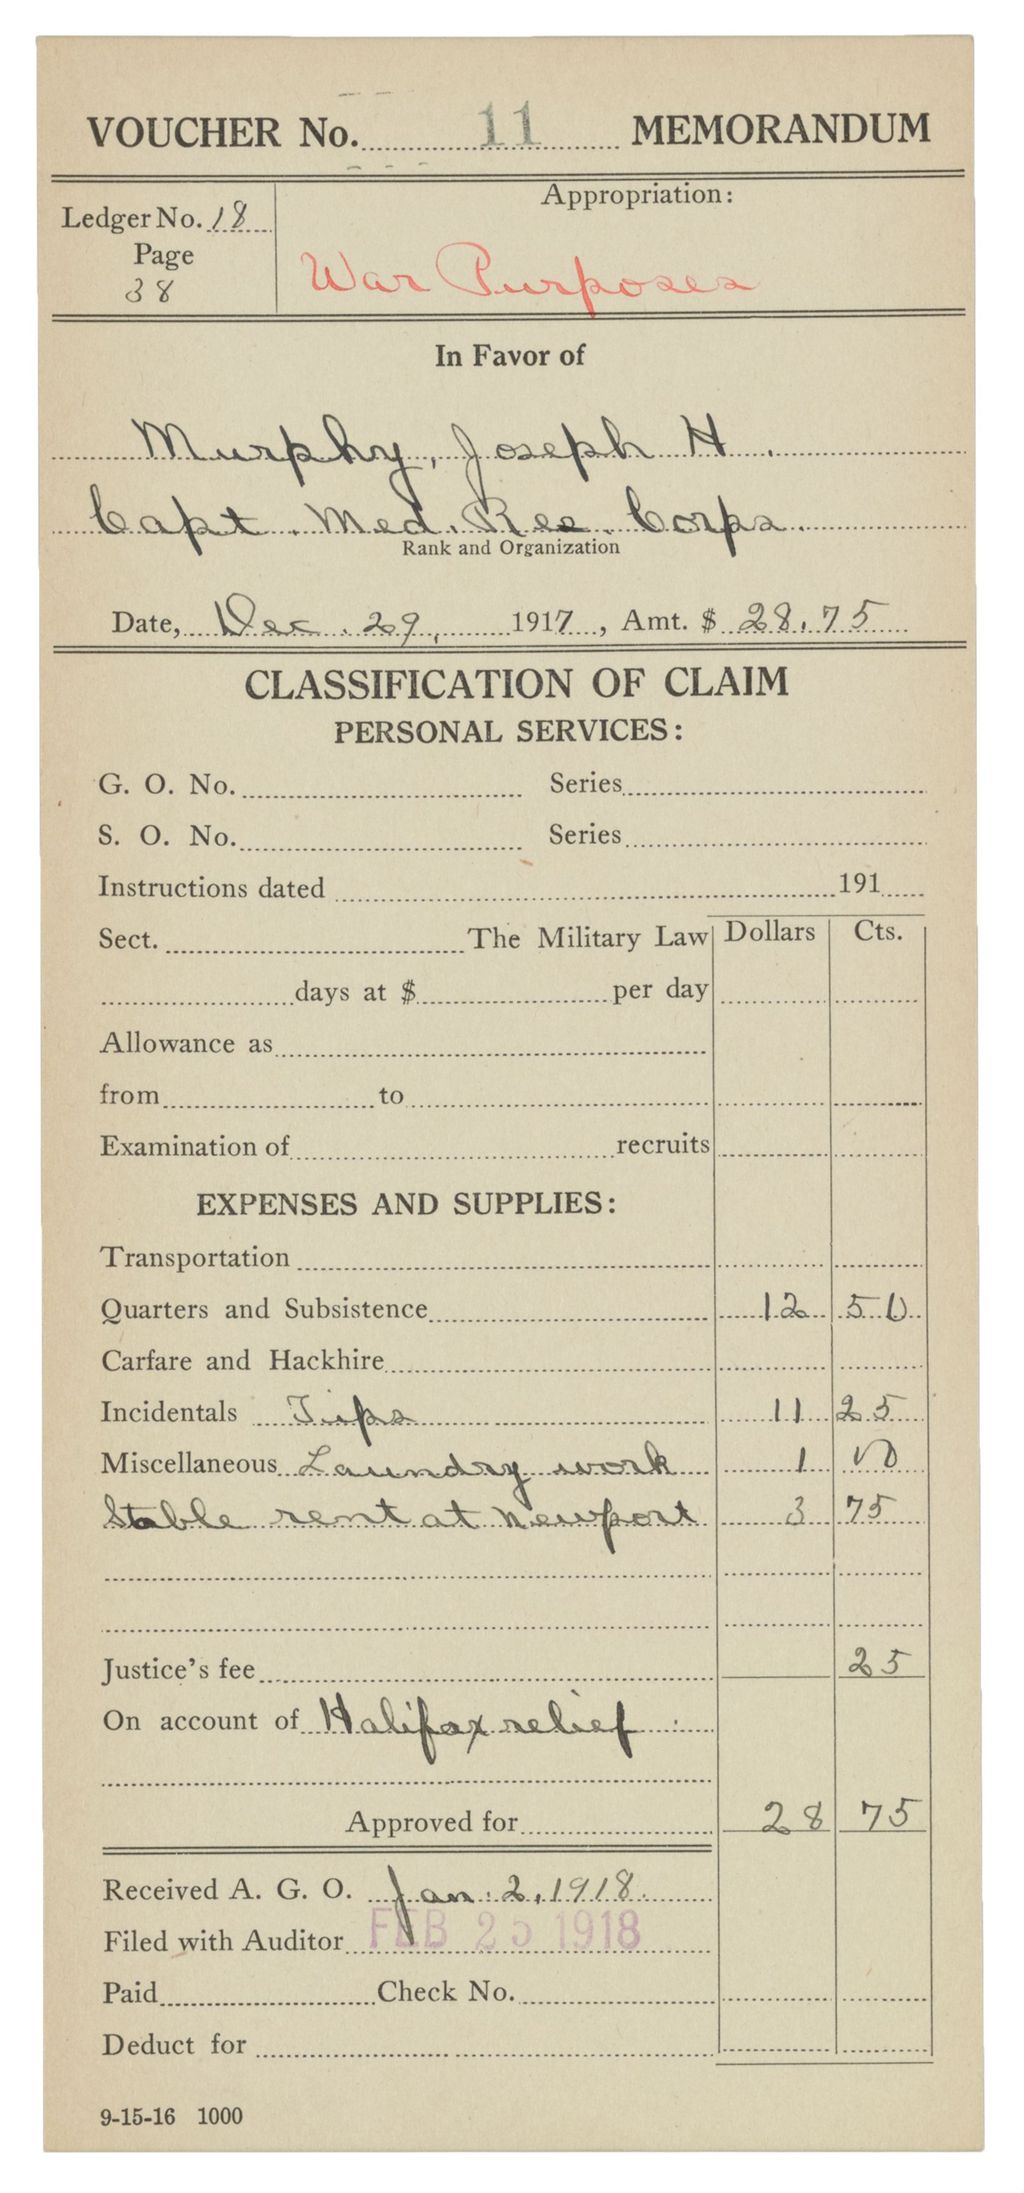 VOUCHER No. 11 MEMORANDUM
Appropriation:
Ledger No. 18
Page
38
War Purposes
In Favor of
Murphy, Joseph H.
Capt. Med. Res. Corps.
Rank and Organization
Date, Dec. 29, 1917, Amt. $ 28.75
CLASSIFICATION OF CLAIM
PERSONAL SERVICES:
G. O. No. Series
S. O. No. Series
Instructions dated 191
Sect. The Military Law Dollars Cts.
days at $ per day
Allowance as
from to
Examination of recruits
EXPENSES AND SUPPLIES:
Transportation
Quarters and Subsistence 12 50
Carfare and Hackhire
Incidentals Tips 11 25
Miscellaneous Laundry work 1 00
Stable rent at Newport 3 75
Justice's fee 25
On account of Halifax relief.
Approved for 28 75
Received A. G. O. Jan. 2, 1918.
Filed with Auditor FEB 25 1918
Paid Check No.
Deduct for
9-15-16 1000